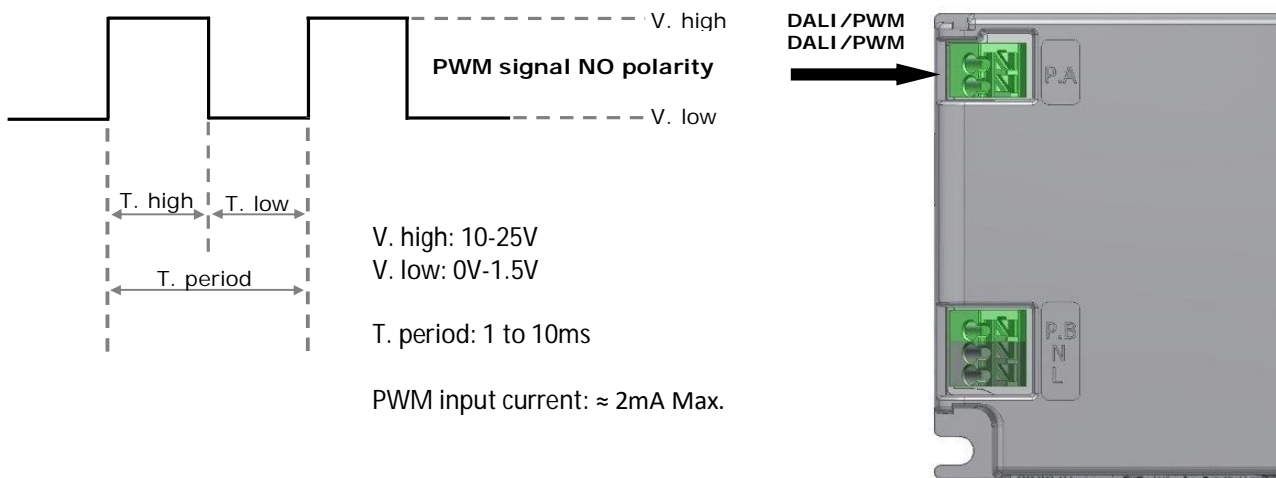 V. high
PWM signal NO polarity
V. low
T. high
T. low
T. period
V. high: 10-25V
V. low: 0V-1.5V
T. period: 1 to 10ms
PWM input current: ≈ 2mA Max.
DALI/PWM
DALI/PWM
P.A
P.B
N
L